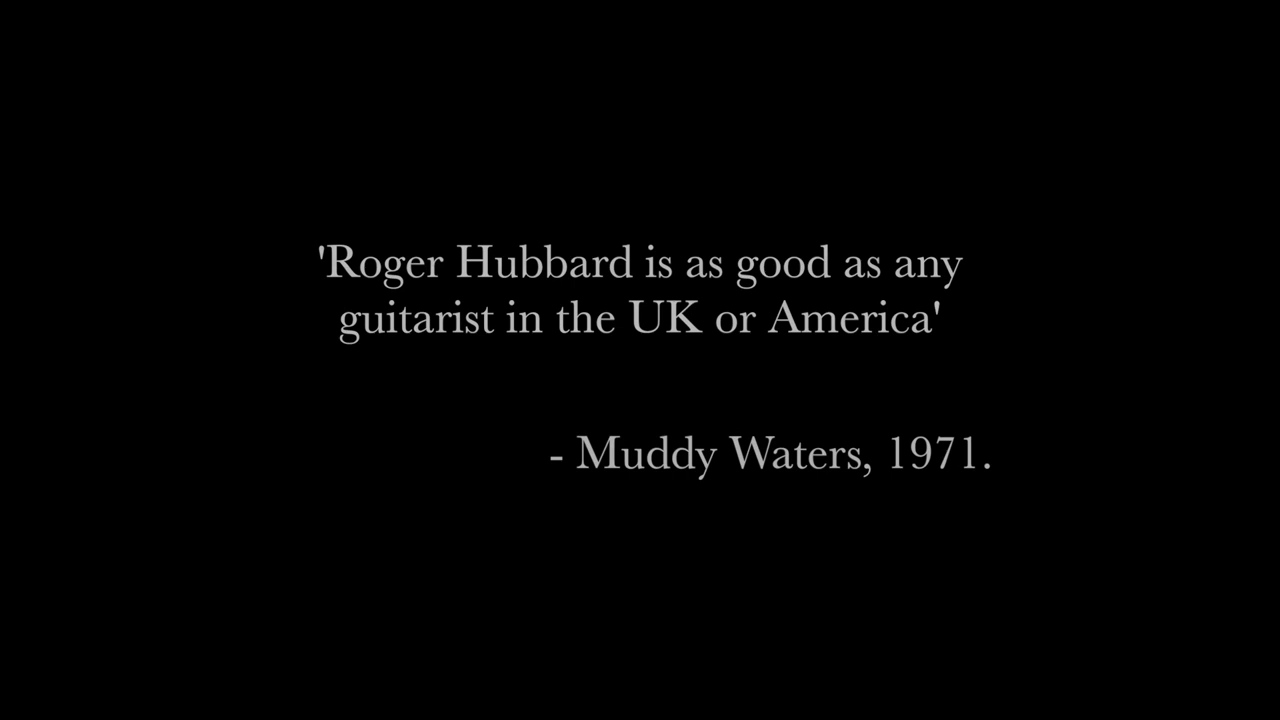 'Roger Hubbard is as good as any
guitarist in the UK or America'
- Muddy Waters, 1971.